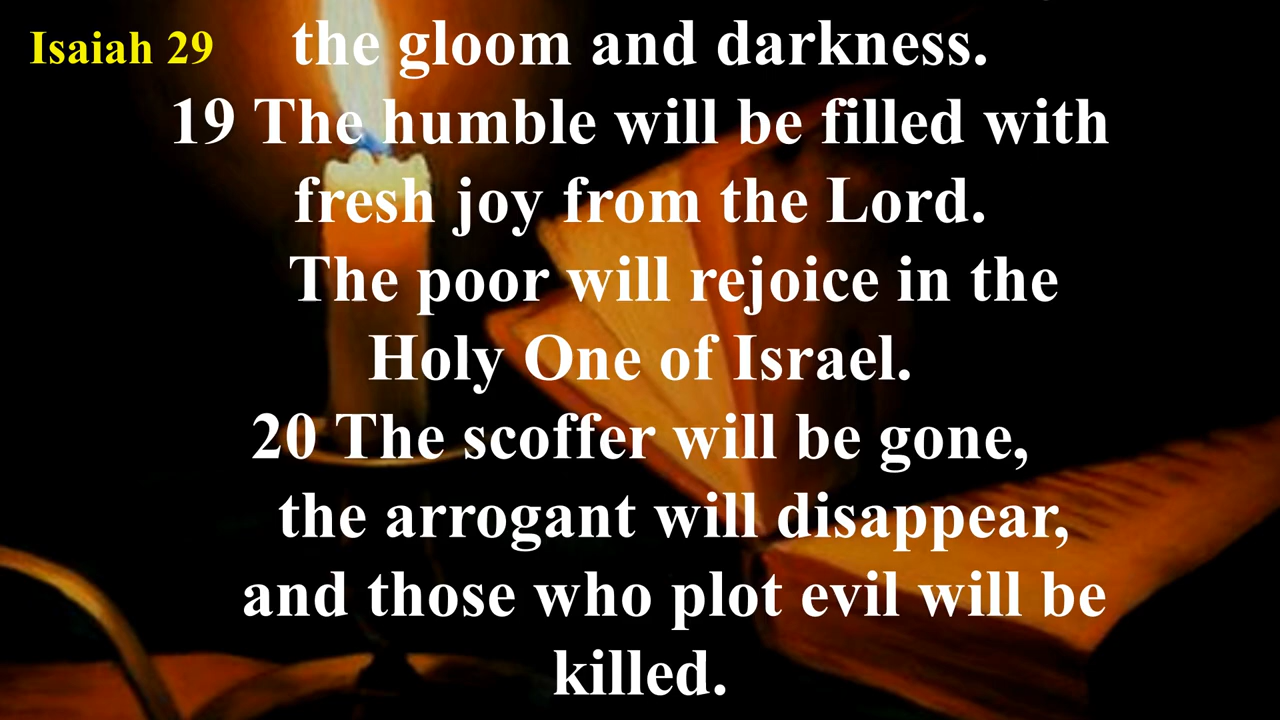 Isaiah 29
the gloom and darkness.
19 The humble will be filled with
fresh joy from the Lord.
The poor will rejoice in the
Holy One of Israel.
20 The scoffer will be gone,
the arrogant will disappear,
and those who plot evil will be
killed.